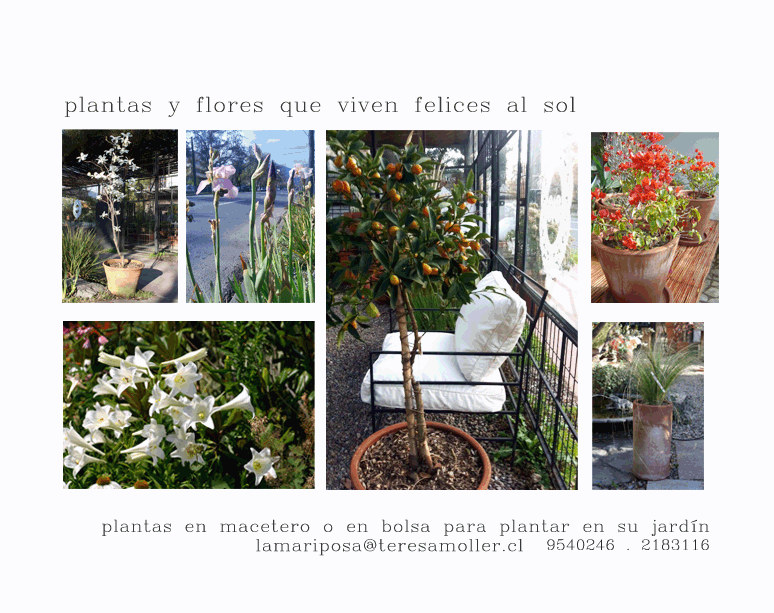 plantas y flores que viven felices al sol
plantas en macetero o en bolsa para plantar en su jardín
lamariposa@teresamoller.cl 9540246 . 2183116